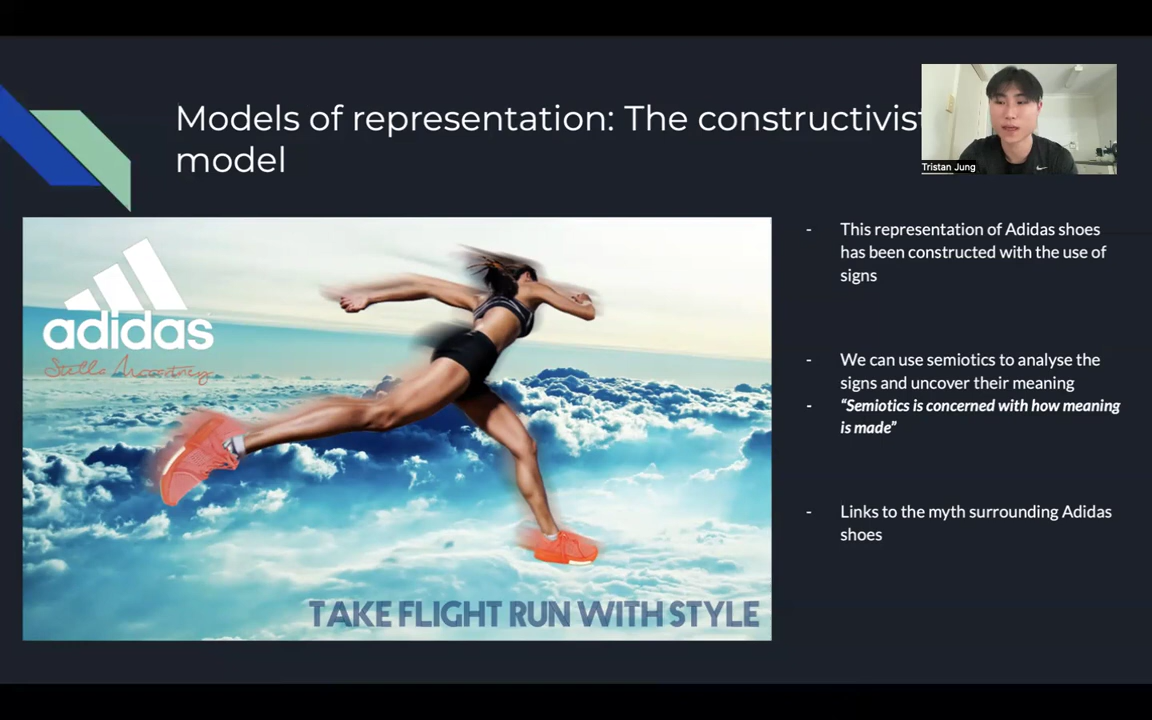 Models of representation: The constructivist
model
Tristan Jung
adidas
Stella McCartney
TAKE FLIGHT RUN WITH STYLE
- This representation of Adidas shoes
has been constructed with the use of
signs
- We can use semiotics to analyse the
signs and uncover their meaning
- “Semiotics is concerned with how meaning
is made”
- Links to the myth surrounding Adidas
shoes